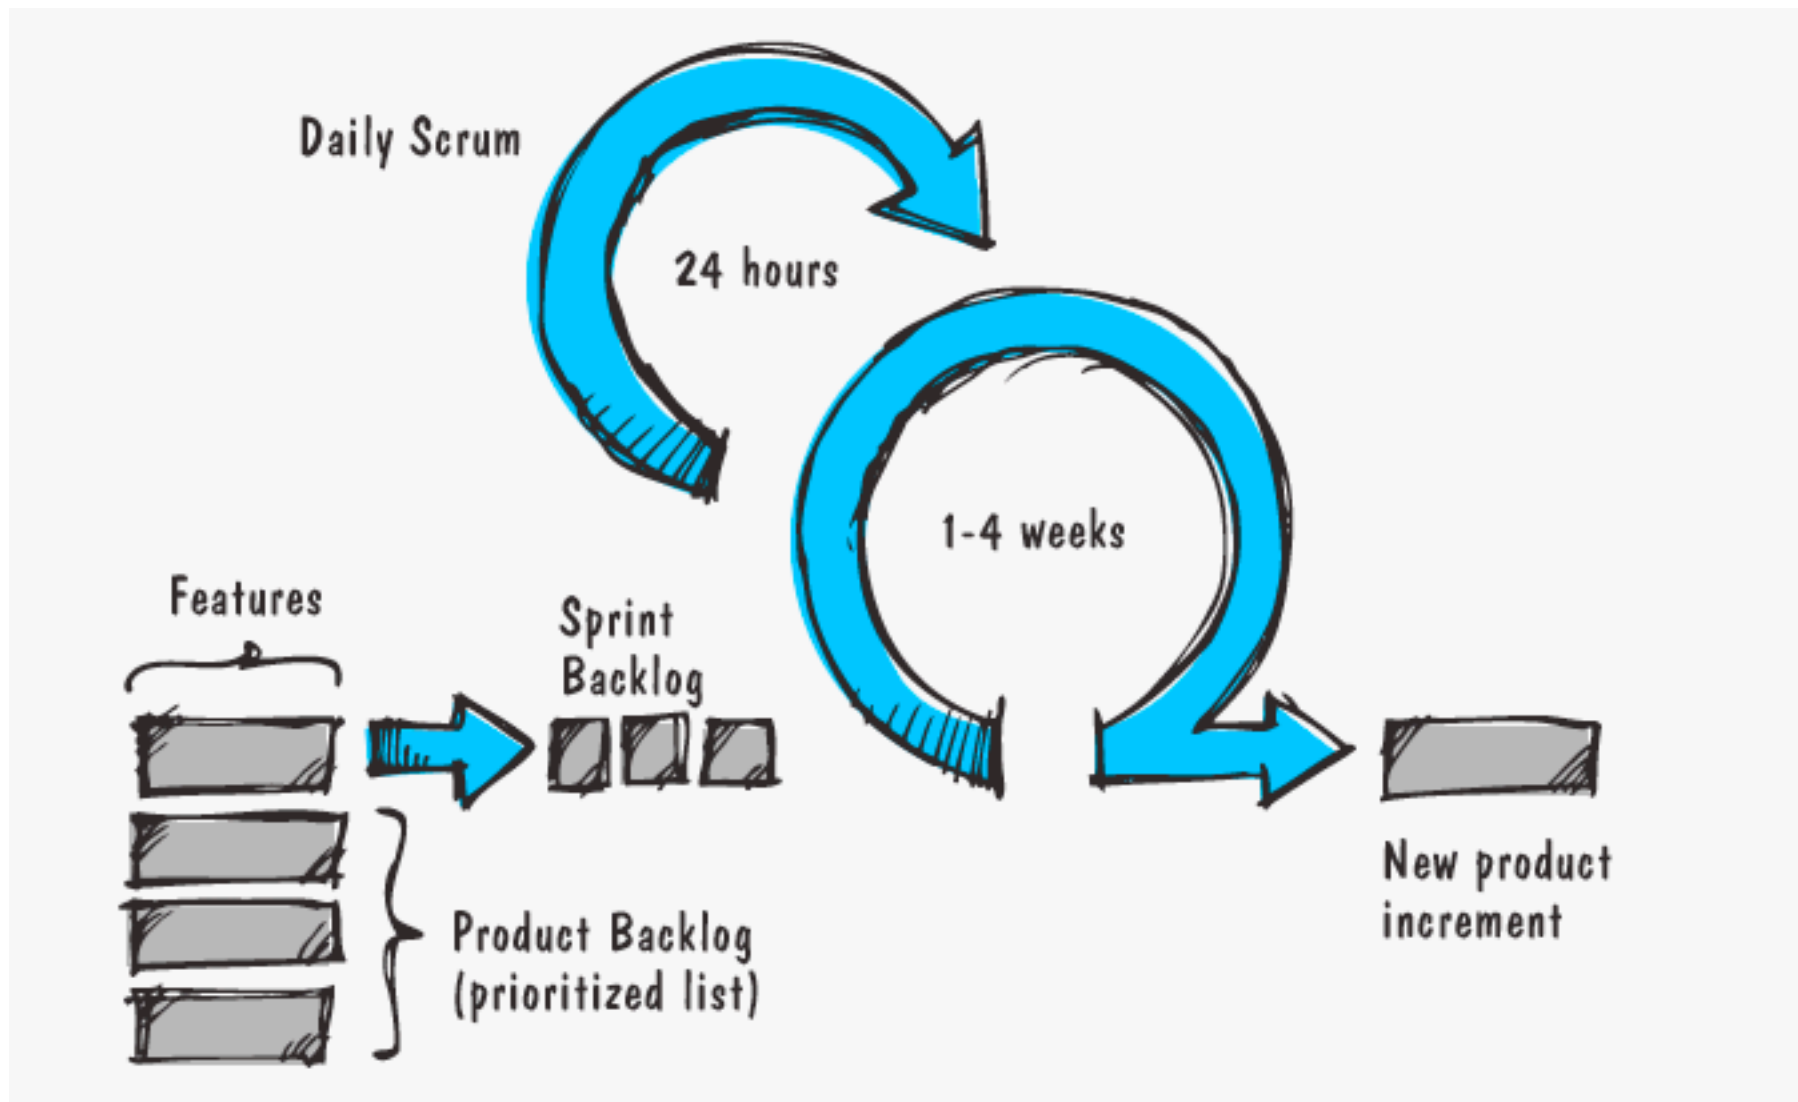 Daily Scrum
24 hours
1-4 weeks
Features
Sprint
Backlog
Product Backlog
(prioritized list)
New product
increment